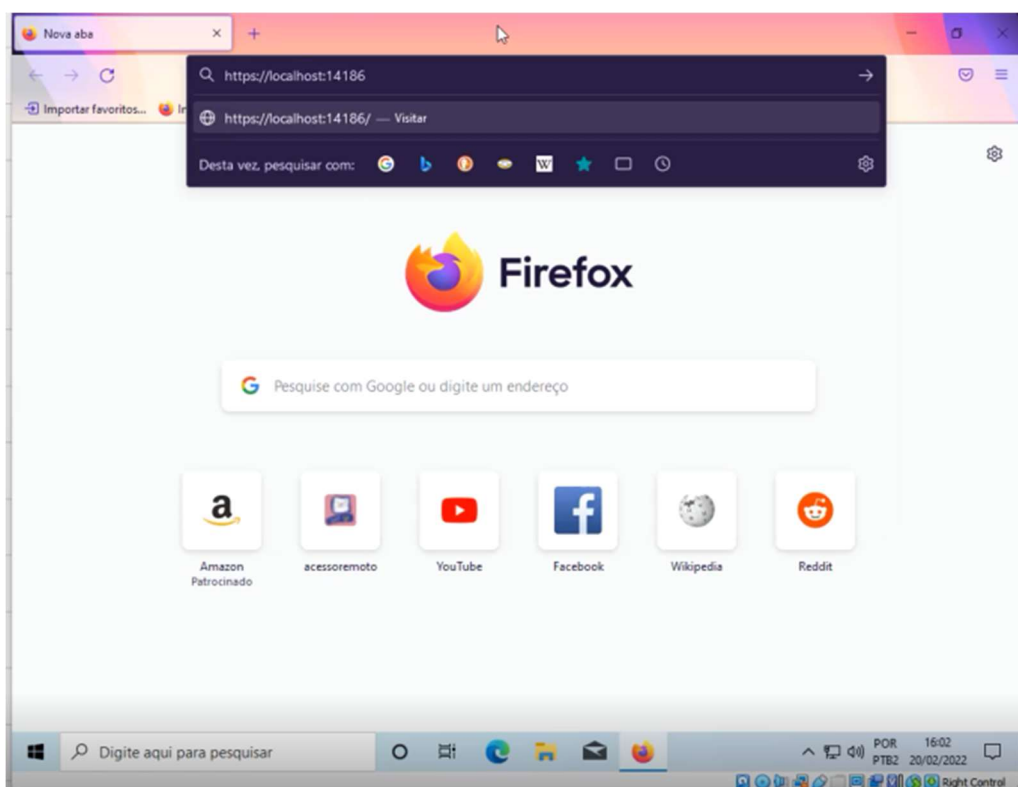 Nova aba
https://localhost:14186
Importar favoritos...
https://localhost:14186/ — Visitar
Desta vez, pesquisar com:
W
Firefox
Pesquise com Google ou digite um endereço
a
Amazon
Patrocinado
acessoremoto
YouTube
Facebook
Wikipedia
Reddit
Digite aqui para pesquisar
POR
PTB2
16:02
20/02/2022
Right Control